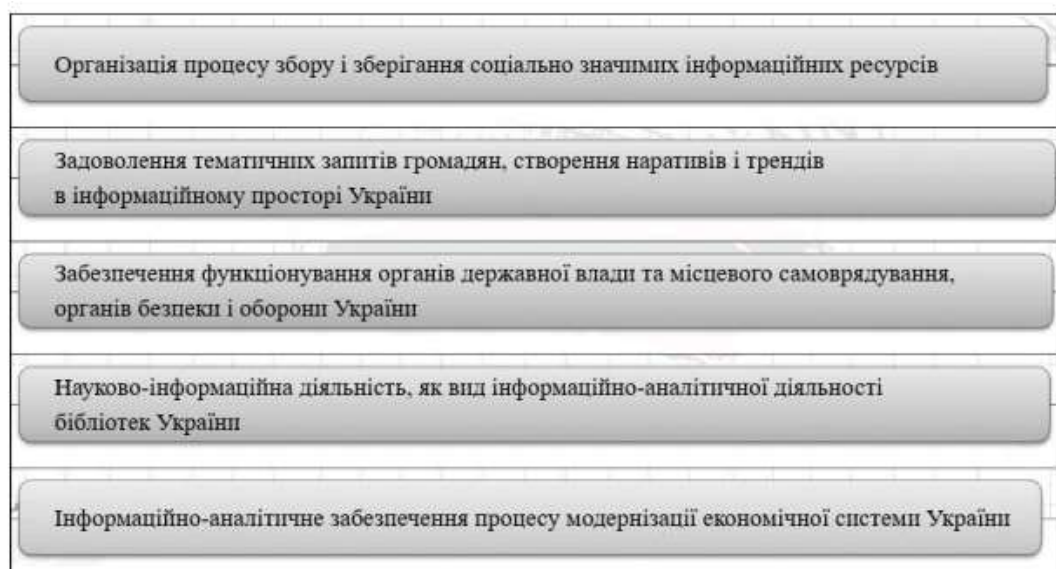 Організація процесу збору і зберігання соціально значимих інформаційних ресурсів
Задоволення тематичних запитів громадян, створення наративів і трендів
в інформаційному просторі України
Забезпечення функціонування органів державної влади та місцевого самоврядування,
органів безпеки і оборони України
Науково-інформаційна діяльність, як вид інформаційно-аналітичної діяльності
бібліотек України
Інформаційно-аналітичне забезпечення процесу модернізації економічної системи України